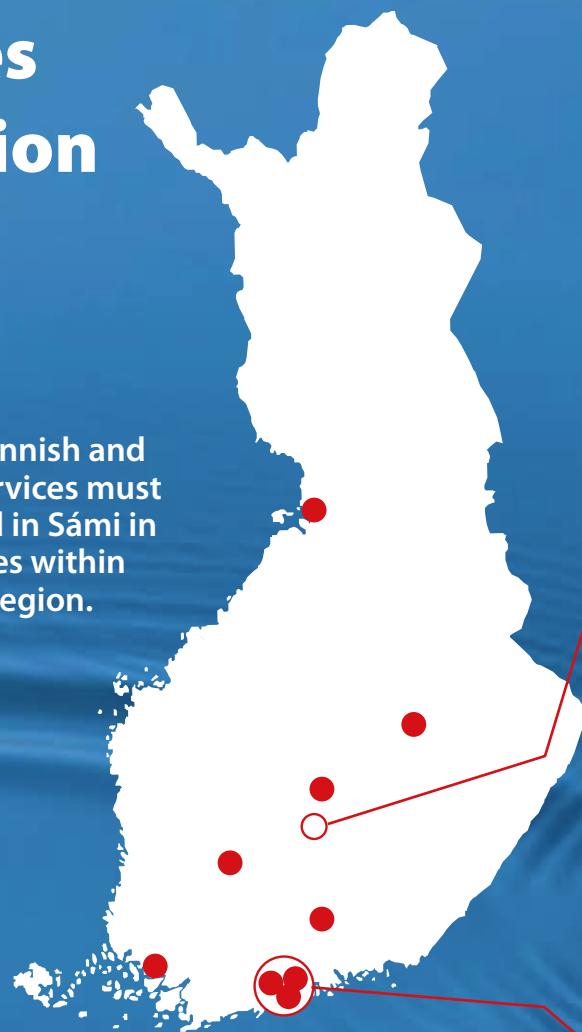 es
ion
nnish and
rvices must
l in Sámi in
es within
egion.